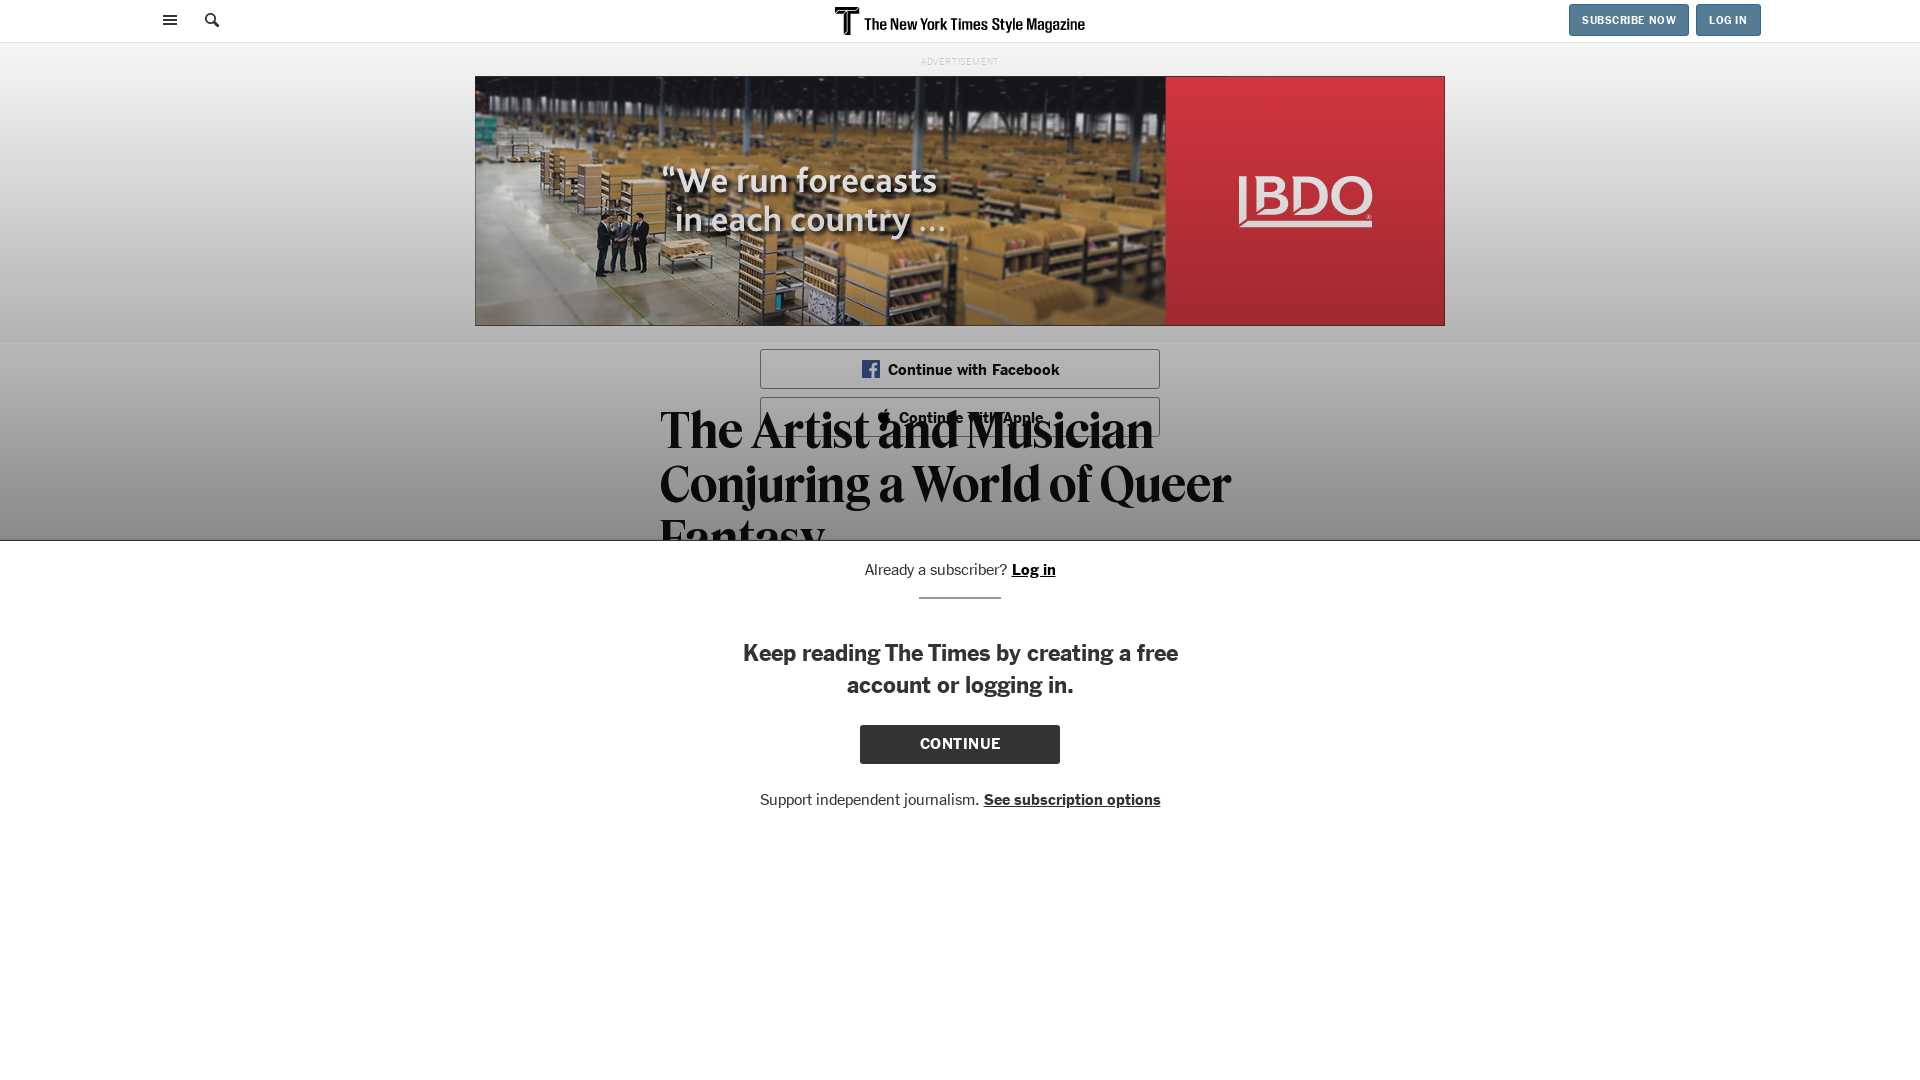 The New York Times Style Magazine
SUBSCRIBE NOW
LOG IN
ADVERTISEMENT
“We run forecasts
in each country ...
BDO
Continue with Facebook
Continue with Apple
The Artist and Musician
Conjuring a World of Queer
Fantasy
Already a subscriber? Log in
Keep reading The Times by creating a free
account or logging in.
CONTINUE
Support independent journalism. See subscription options